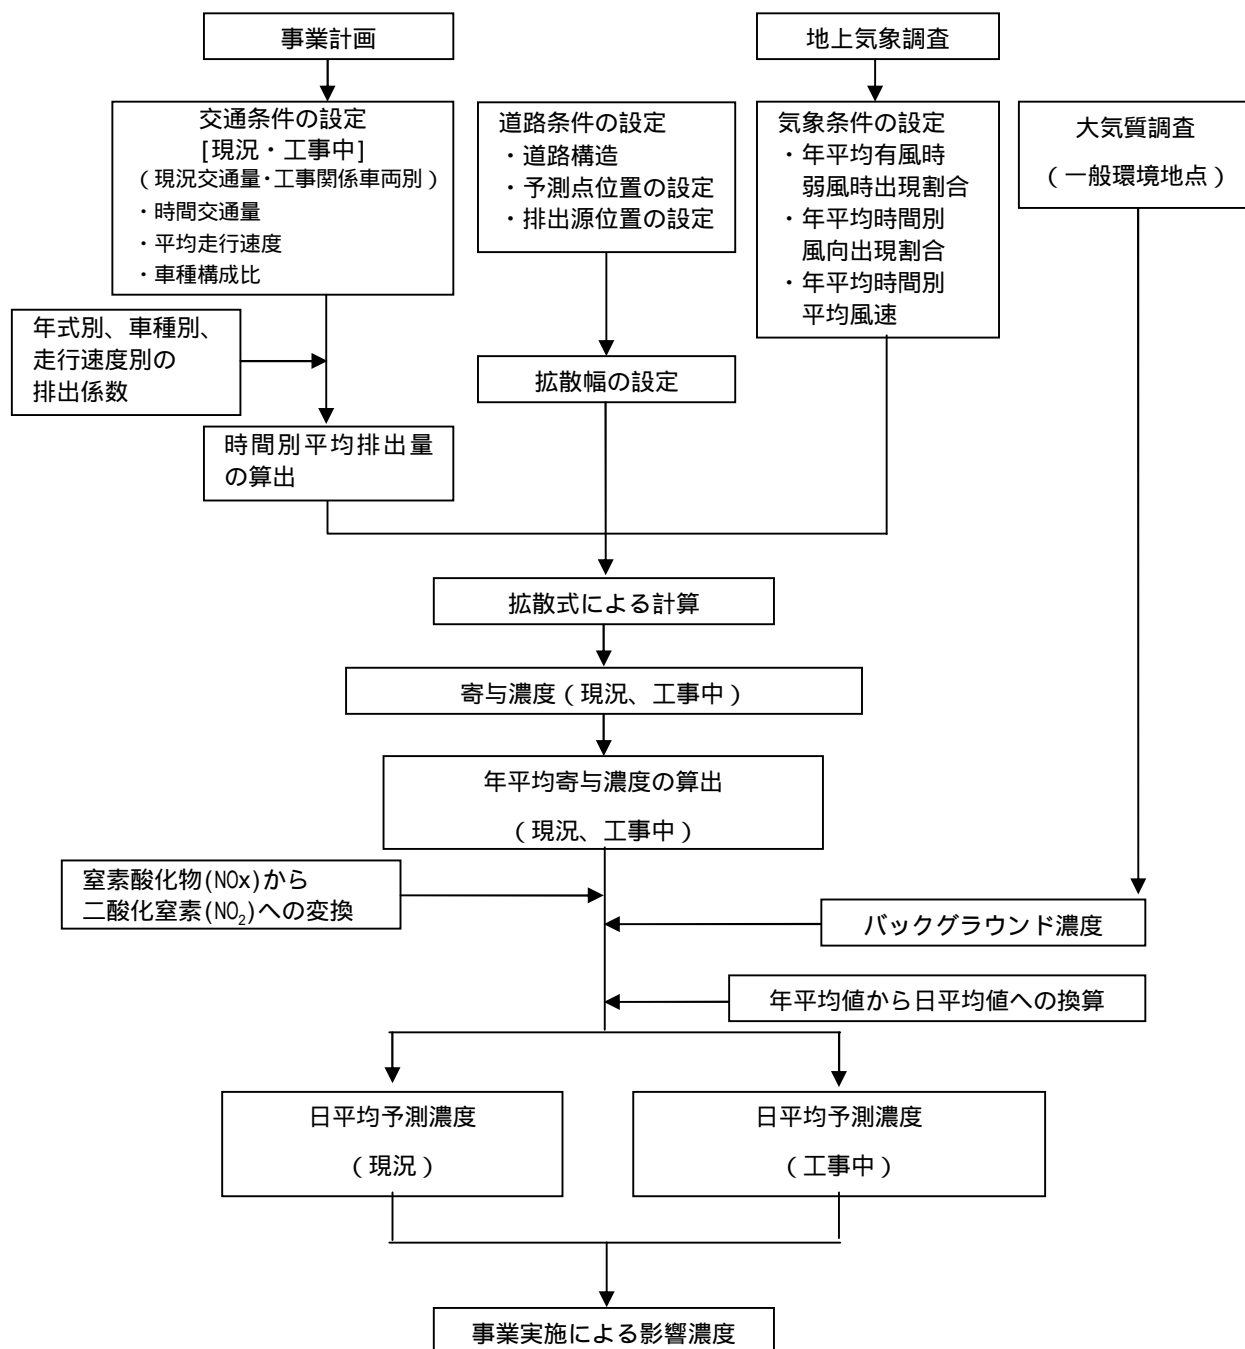 事業計画
地上気象調査
交通条件の設定
[現況・工事中]
（現況交通量・工事関係車両別）
・時間交通量
・平均走行速度
・車種構成比
道路条件の設定
・道路構造
・予測点位置の設定
・排出源位置の設定
気象条件の設定
・年平均有風時
弱風時出現割合
・年平均時間別
風向出現割合
・年平均時間別
平均風速
大気質調査
（一般環境地点）
年式別、車種別、
走行速度別の
排出係数
拡散幅の設定
時間別平均排出量
の算出
拡散式による計算
寄与濃度（現況、工事中）
年平均寄与濃度の算出
（現況、工事中）
窒素酸化物(NOx)から
二酸化窒素(NO₂)への変換
バックグラウンド濃度
年平均値から日平均値への換算
日平均予測濃度
（現況）
日平均予測濃度
（工事中）
事業実施による影響濃度